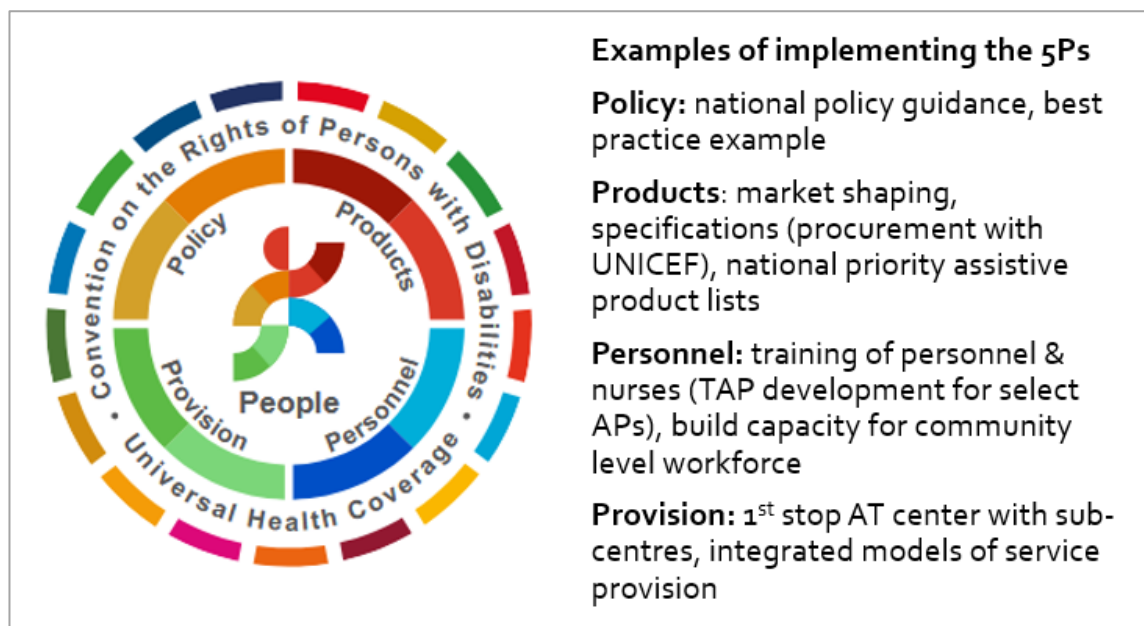 Convention on the Rights of Persons with Disabilities •
Universal Health Coverage •
Policy
Products
People
Provision
Personnel
Examples of implementing the 5Ps
Policy: national policy guidance, best
practice example
Products: market shaping,
specifications (procurement with
UNICEF), national priority assistive
product lists
Personnel: training of personnel &
nurses (TAP development for select
APs), build capacity for community
level workforce
Provision: 1st stop AT center with sub-
centres, integrated models of service
provision